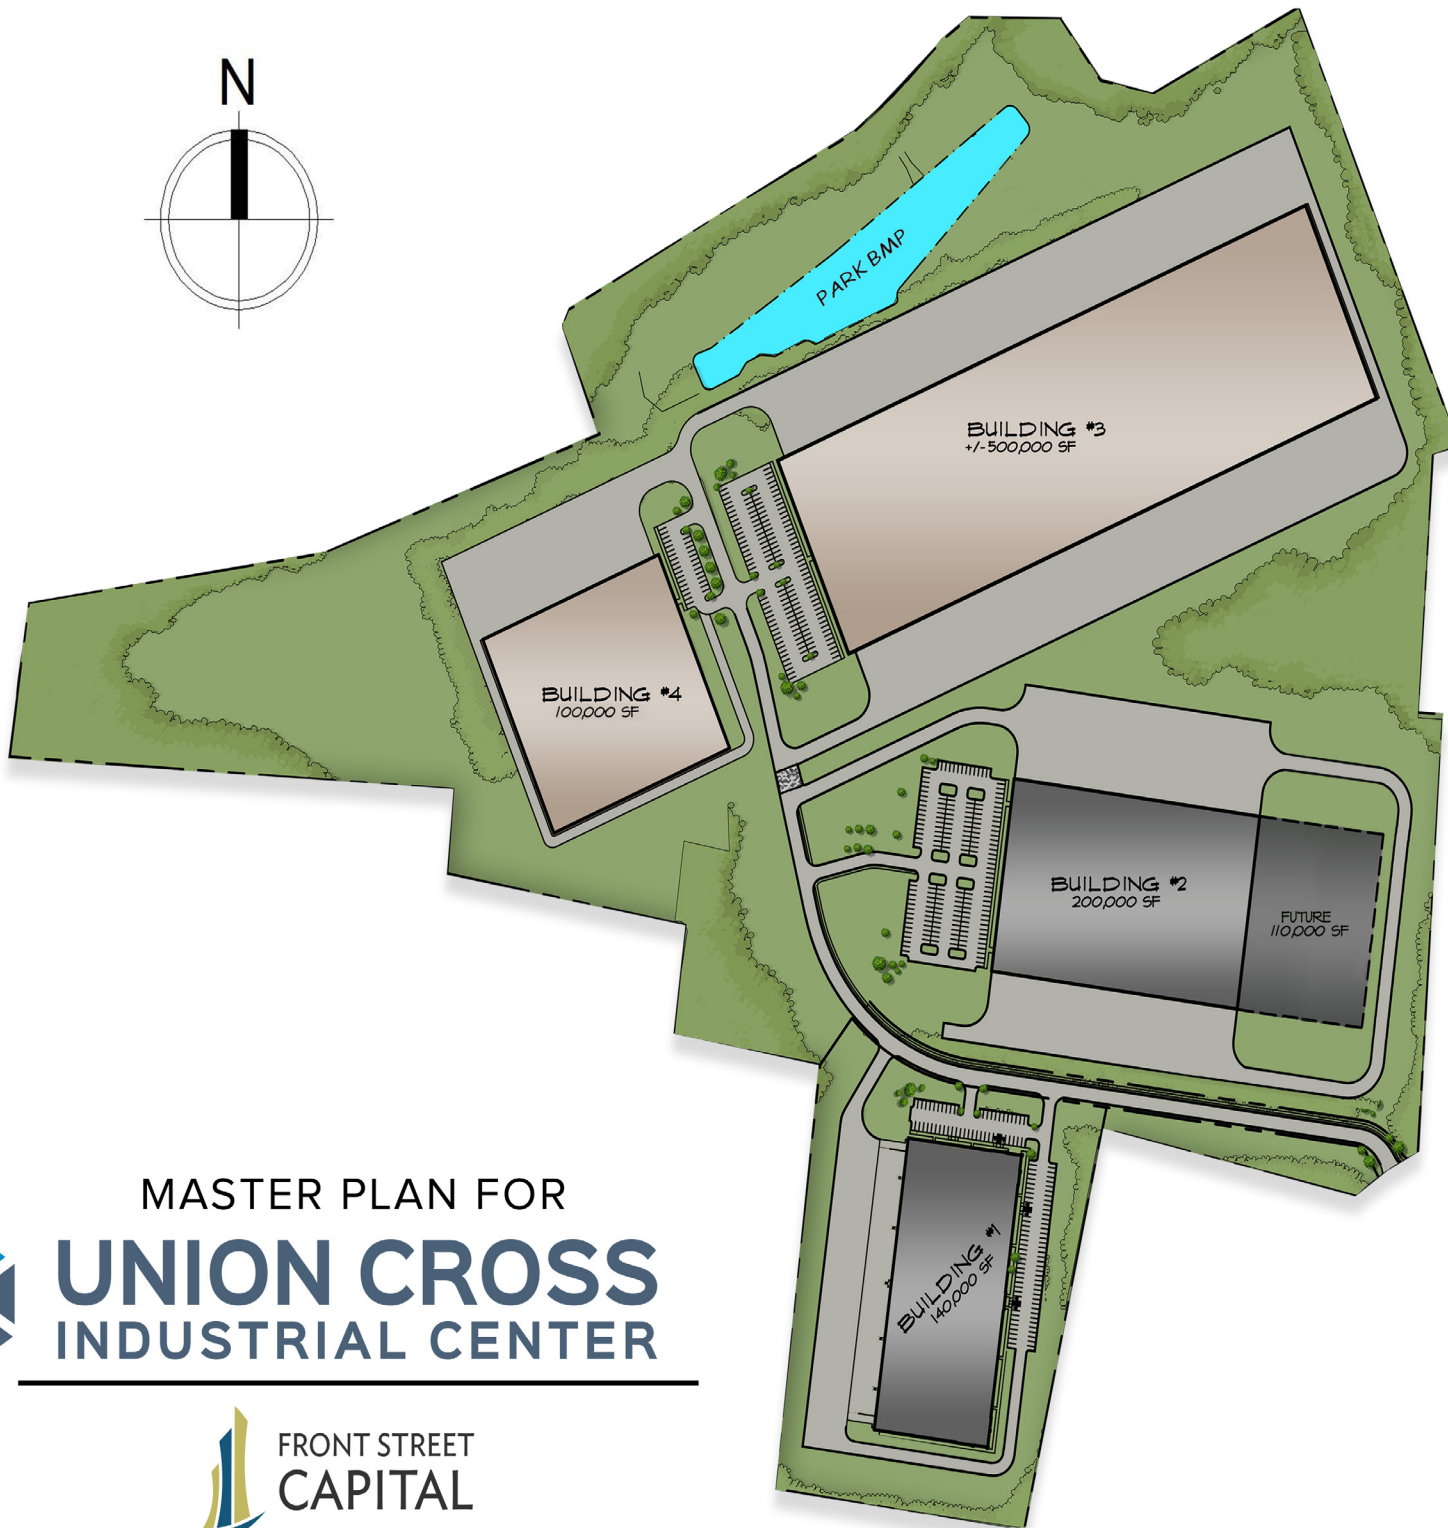 N
PARK BMP
BUILDING #3
+/-500,000 SF
BUILDING #4
100,000 SF
BUILDING #2
200,000 SF
FUTURE
110,000 SF
BUILDING #1
140,000 SF
MASTER PLAN FOR
UNION CROSS
INDUSTRIAL CENTER
FRONT STREET
CAPITAL